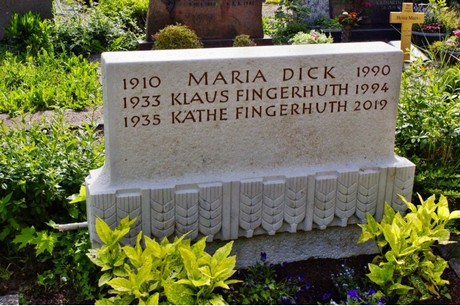 1910 MARIA DICK 1990
1933 KLAUS FINGERHUTH 1994
1935 KÄTHE FINGERHUTH 2019